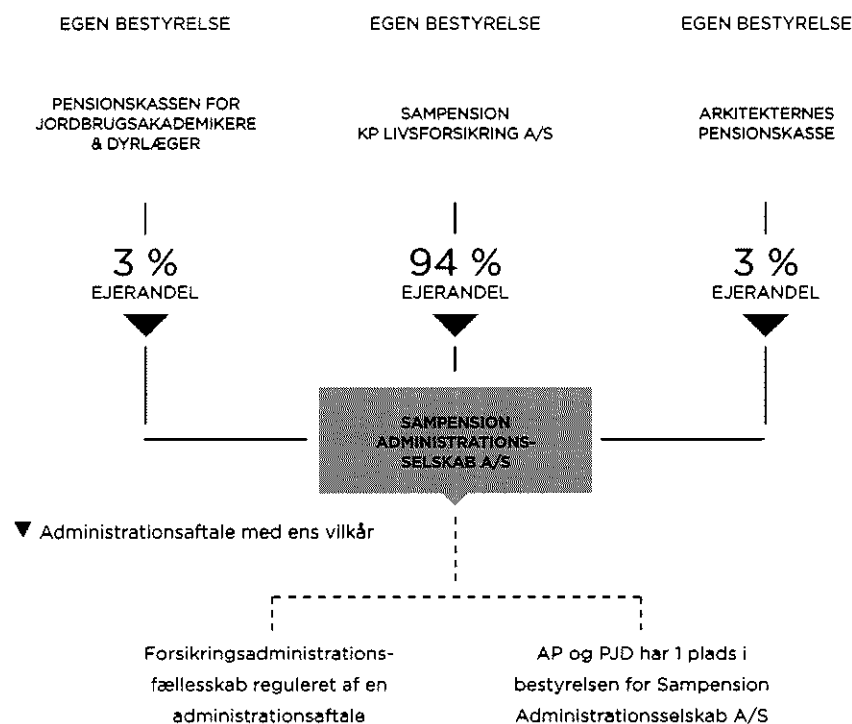 EGEN BESTYRELSE
EGEN BESTYRELSE
EGEN BESTYRELSE
PENSIONSKASSEN FOR
JORDBRUGSAKADEMIKERE
& DYRLÆGER
SAMPENSION
KP LIVSFORSIKRING A/S
ARKITEKTERNES
PENSIONSKASSE
3 %
EJERANDEL
94 %
EJERANDEL
3 %
EJERANDEL
SAMPENSION
ADMINISTRATIONS-
SELSKAB A/S
▼ Administrationsaftale med ens vilkår
Forsikringsadministrations-
fællesskab reguleret af en
administrationsaftale
AP og PJD har 1 plads i
bestyrelsen for Sampension
Administrationsselskab A/S